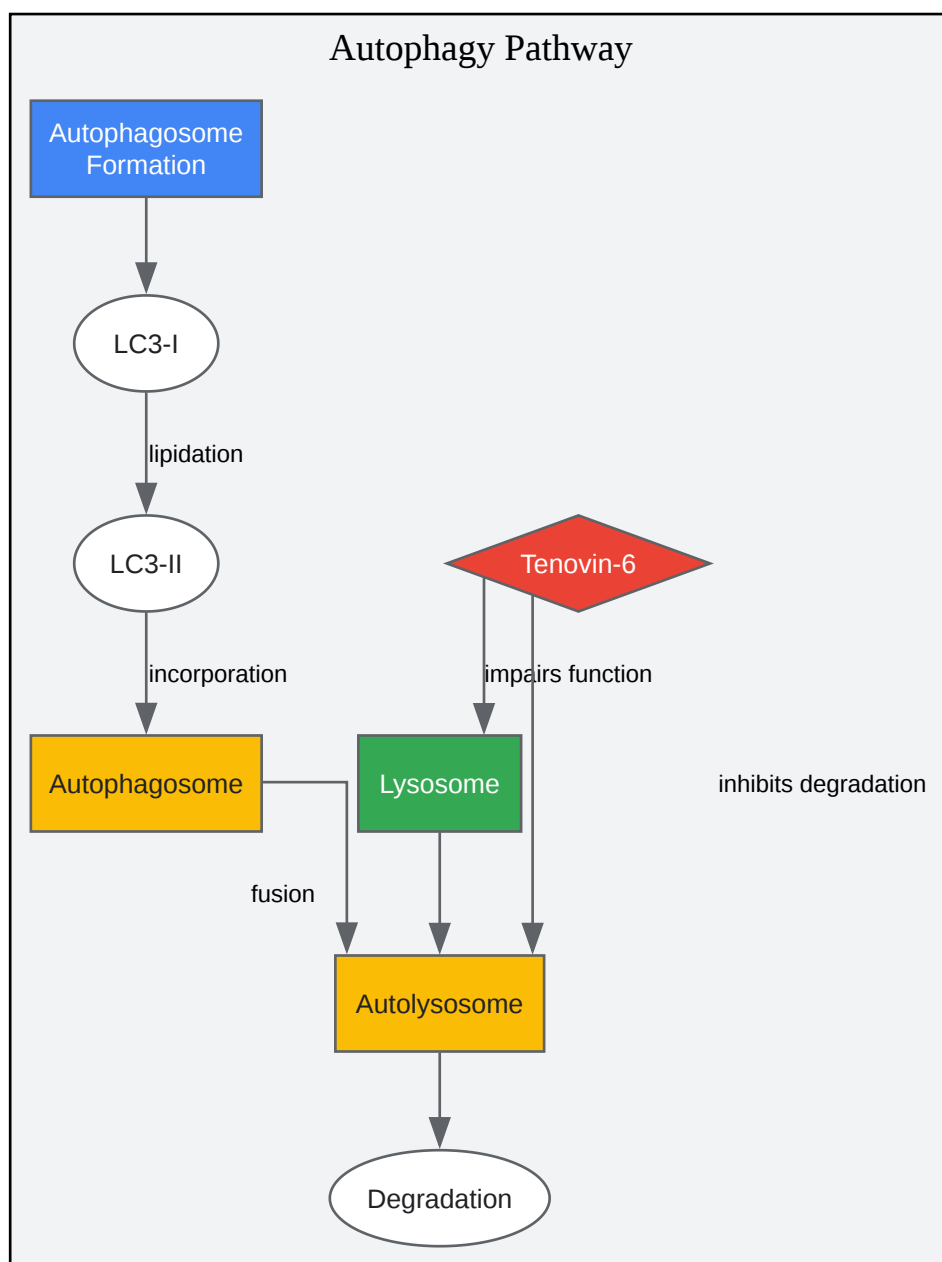 Autophagy Pathway
Autophagosome
Formation
LC3-I
lipidation
LC3-II
Tenovin-6
incorporation
impairs function
Autophagosome
Lysosome
inhibits degradation
fusion
Autolysosome
Degradation